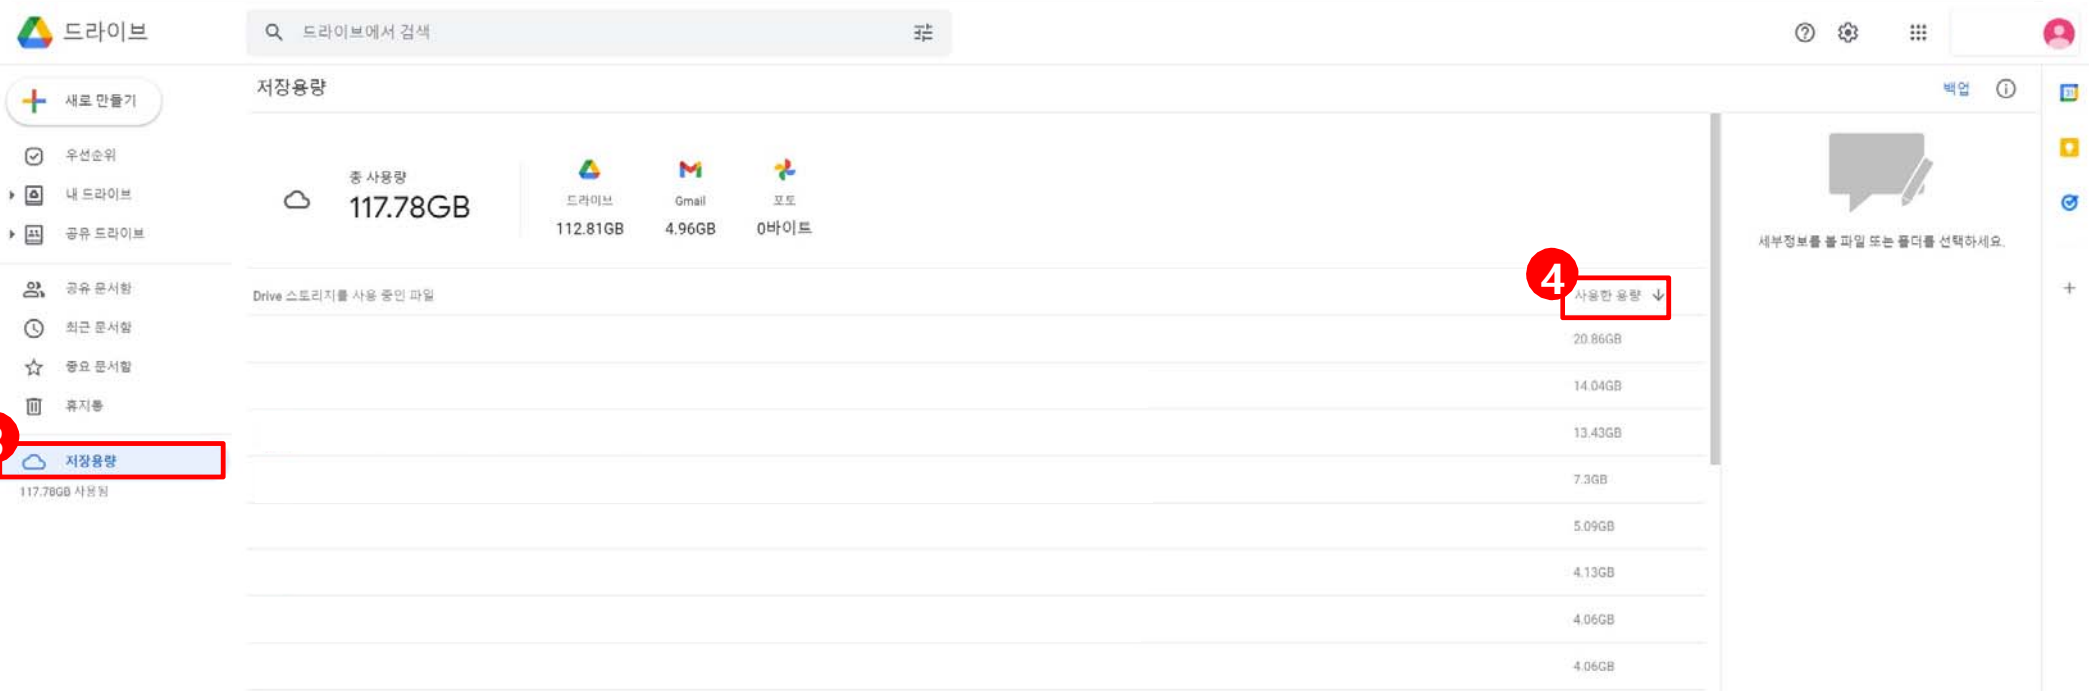 드라이브
드라이브에서 검색
새로 만들기
우선순위
내 드라이브
공유 드라이브
공유 문서함
최근 문서함
중요 문서함
휴지통
3
저장용량
117.78GB 사용됨
저장용량
백업
총 사용량
117.78GB
드라이브
112.81GB
Gmail
4.96GB
포토
0바이트
Drive 스토리지를 사용 중인 파일
4
사용한 용량
20.86GB
14.04GB
13.43GB
7.3GB
5.09GB
4.13GB
4.06GB
4.06GB
세부정보를 볼 파일 또는 폴더를 선택하세요.
31